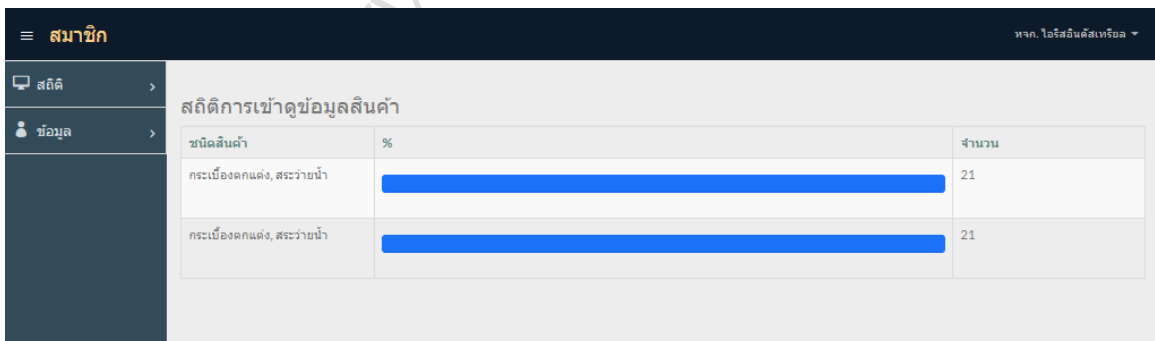 สมาชิก
หจก. ไอริสอินดัสเทรียล
สถิติ
ข้อมูล
สถิติการเข้าดูข้อมูลสินค้า
ชนิดสินค้า % จำนวน
กระเบื้องตกแต่ง, สระว่ายน้ำ 21
กระเบื้องตกแต่ง, สระว่ายน้ำ 21